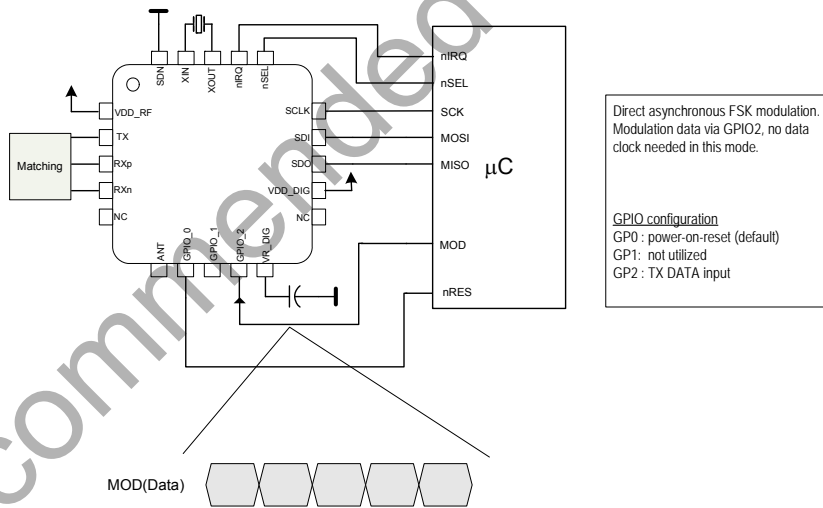 SDN
XIN
XOUT
nIRQ
nSEL
VDD_RF
TX
RXp
RXn
NC
Matching
SCLK
SDI
SDO
VDD_DIG
NC
ANT
GPIO_0
GPIO_1
GPIO_2
VR_DIG
nIRQ
nSEL
SCK
MOSI
MISO
μC
MOD
nRES
Direct asynchronous FSK modulation.
Modulation data via GPIO2, no data
clock needed in this mode.
GPIO configuration
GP0 : power-on-reset (default)
GP1: not utilized
GP2 : TX DATA input
MOD(Data)
commended